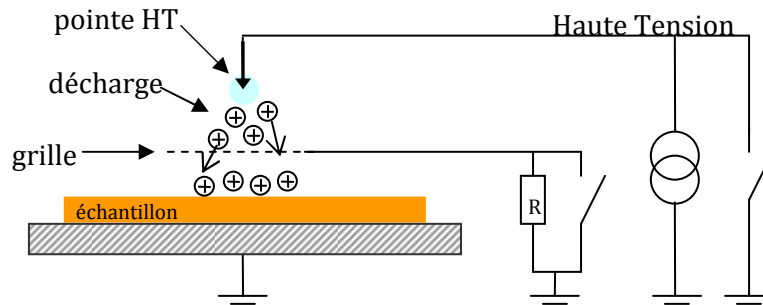 pointe HT
Haute Tension
décharge
grille
échantillon
R